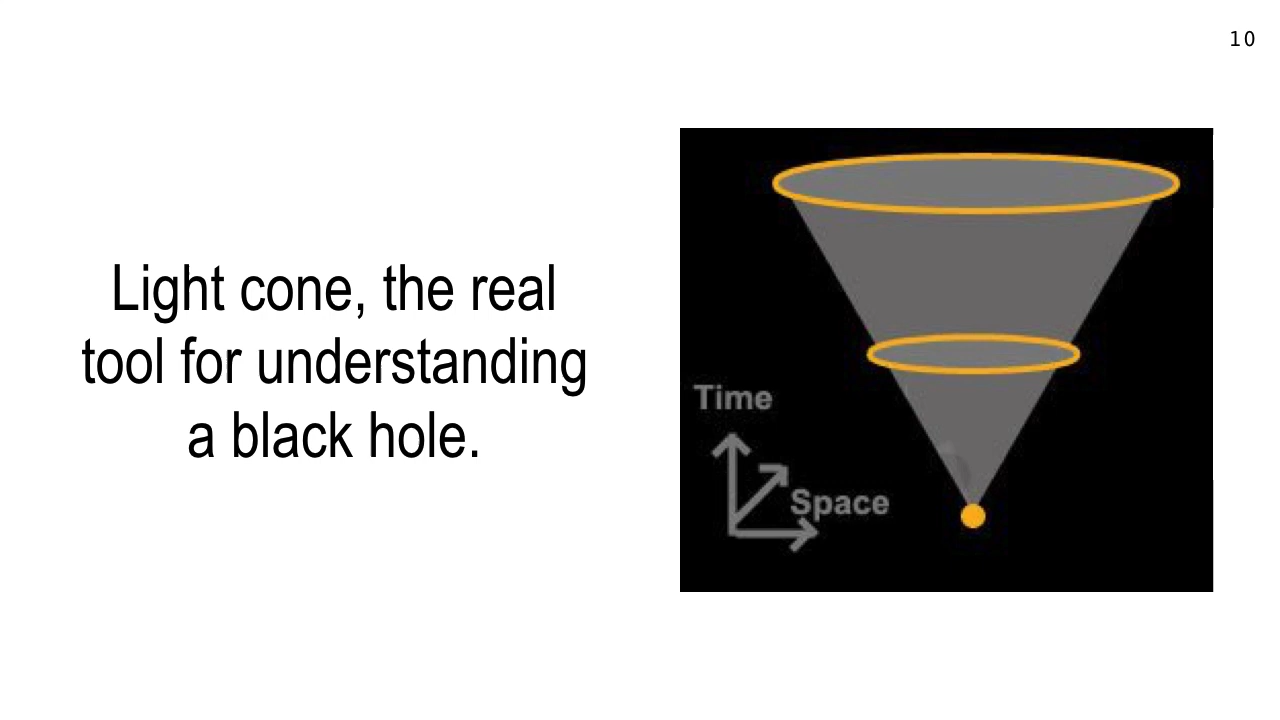 10
Light cone, the real
tool for understanding
a black hole.
Time
Space